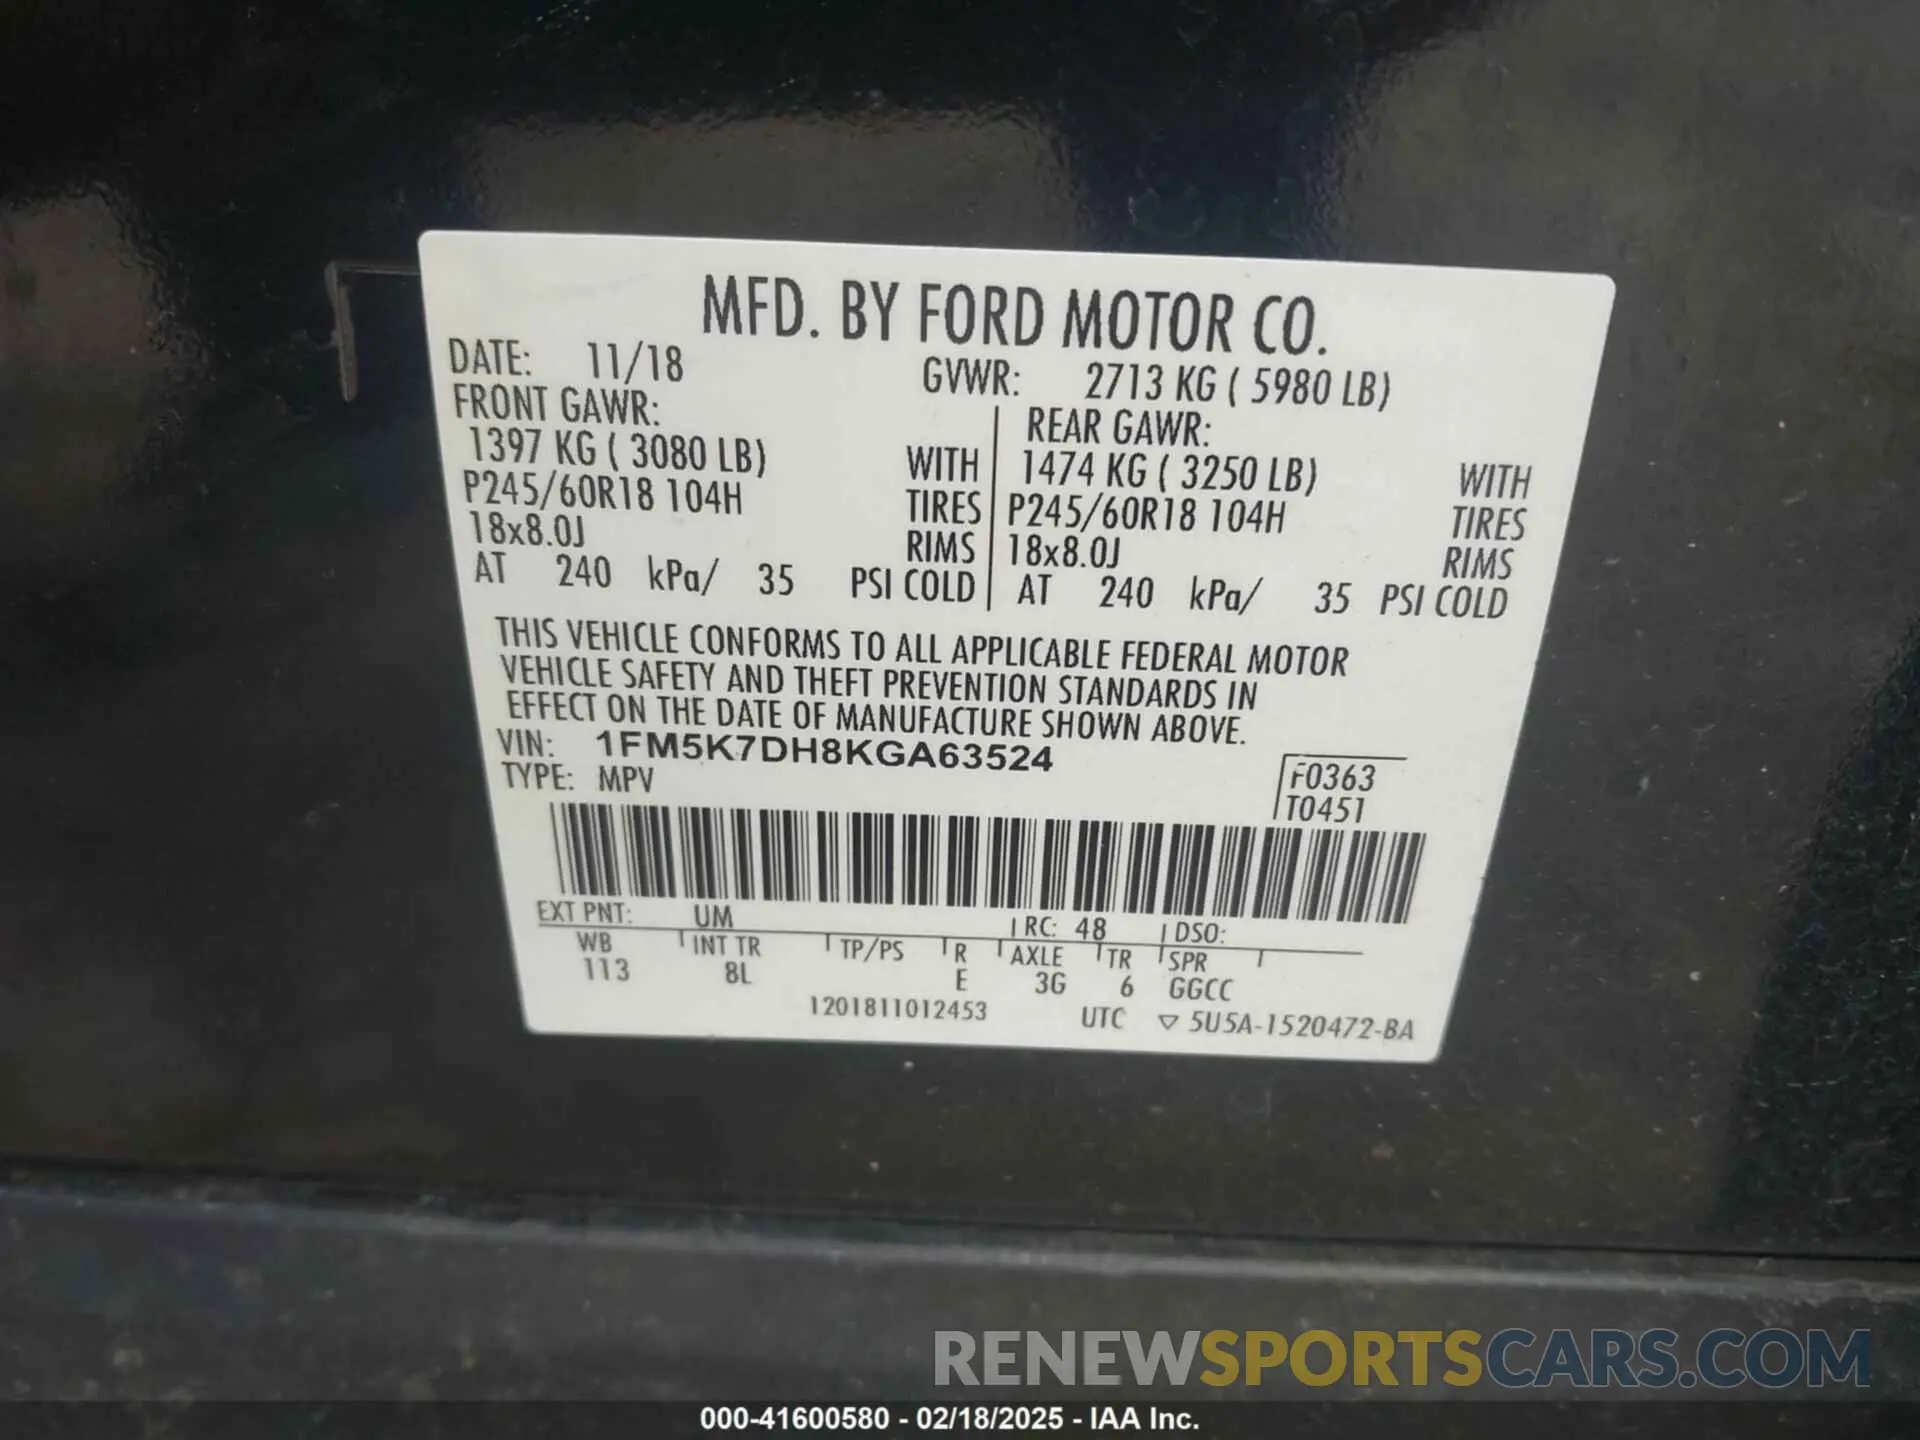 MFD. BY FORD MOTOR CO.
DATE: 11/18 GVWR: 2713 KG ( 5980 LB)
FRONT GAWR: REAR GAWR:
1397 KG ( 3080 LB) WITH 1474 KG ( 3250 LB) WITH
P245/60R18 104H TIRES P245/60R18 104H TIRES
18x8.0J RIMS 18x8.0J RIMS
AT 240 kPa/ 35 PSI COLD AT 240 kPa/ 35 PSI COLD
THIS VEHICLE CONFORMS TO ALL APPLICABLE FEDERAL MOTOR
VEHICLE SAFETY AND THEFT PREVENTION STANDARDS IN
EFFECT ON THE DATE OF MANUFACTURE SHOWN ABOVE.
VIN: 1FM5K7DH8KGA63524
TYPE: MPV
F0363
T0451
EXT PNT: UM RC: 48 DSO:
WB INT TR TP/PS R AXLE TR SPR
113 8L E 3G 6 GGCC
1201811012453 UTC ▽ 5U5A-1520472-BA
RENEWSPORTSCARS.COM
000-41600580 - 02/18/2025 - IAA Inc.